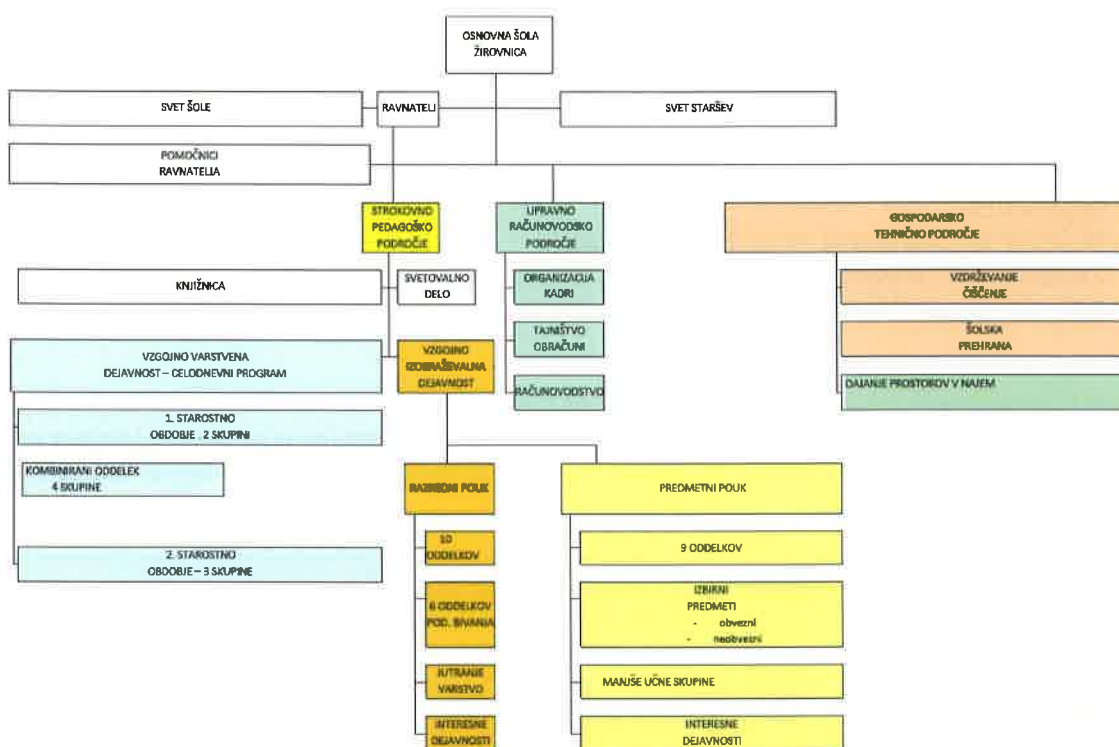 OSNOVNA ŠOLA
ŽIROVNICA
SVET ŠOLE
RAVNATELJ
SVET STARŠEV
POMOČNICI
RAVNATELJA
STROKOVNO
PEDAGOŠKO
PODROČJE
UPRAVNO
RAČUNOVODSKO
PODROČJE
GOSPODARSKO
TEHNIČNO PODROČJE
KNJIŽNICA
SVETOVALNO
DELO
ORGANIZACIJA
KADRI
VZDRŽEVANJE
ČIŠČENJE
TAJNIŠTVO
OBRAČUNI
ŠOLSKA
PREHRANA
VZGOJNO VARSTVENA
DEJAVNOST – CELODNEVNI PROGRAM
VZGOJNO
IZOBRAŽEVALNA
DEJAVNOST
RAČUNOVODSTVO
DAJANJE PROSTOROV V NAJEM
1. STAROSTNO
OBDOBJE , 2 SKUPINI
KOMBINIRANI ODDELEK
4 SKUPINE
RAZREDNI POUK
PREDMETNI POUK
2. STAROSTNO
OBDOBJE – 3 SKUPINE
10
ODDELKOV
9 ODDELKOV
6 ODDELKOV
POD. BIVANJA
IZBIRNI
PREDMETI
- obvezni
- neobvezni
JUTRANJE
VARSTVO
MANJŠE UČNE SKUPINE
INTERESNE
DEJAVNOSTI
INTERESNE
DEJAVNOSTI